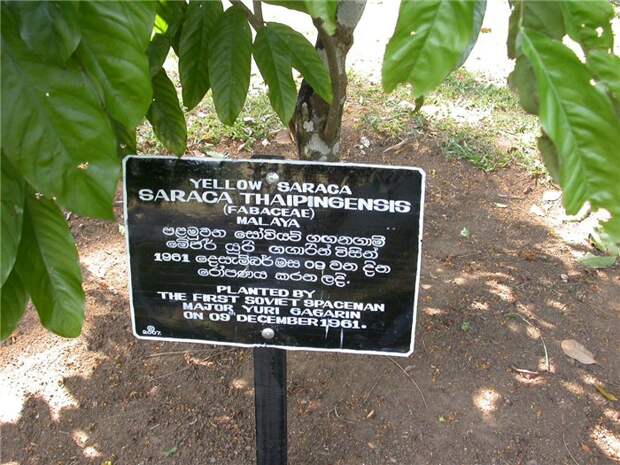 YELLOW SARACA
SARACA THAIPINGENSIS
(FABACEAE)
MALAYA
පළමුවන සෝවියට් ගගනගාමී
මේජර් යුරි ගගාරින් විසින්
1961 දෙසැම්බර් මස 09 වන දින
රෝපණය කරන ලදි.
PLANTED BY
THE FIRST SOVIET SPACEMAN
MAJOR YURI GAGARIN
ON 09 DECEMBER 1961.
2007.